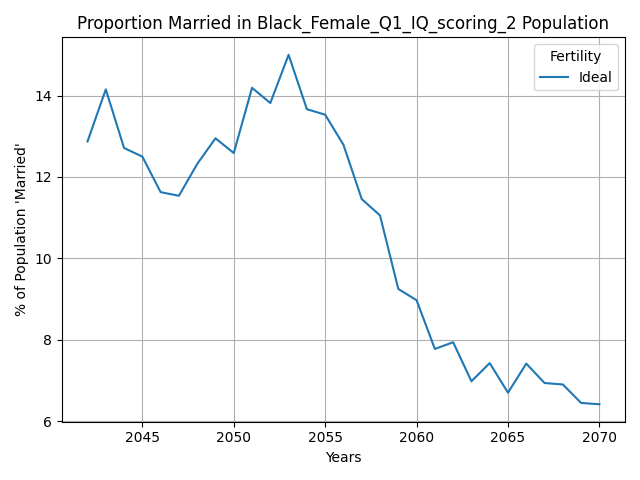 Proportion Married in Black_Female_Q1_IQ_scoring_2 Population
Fertility
Ideal
% of Population 'Married'
14
12
10
8
6
2045 2050 2055 2060 2065 2070
Years